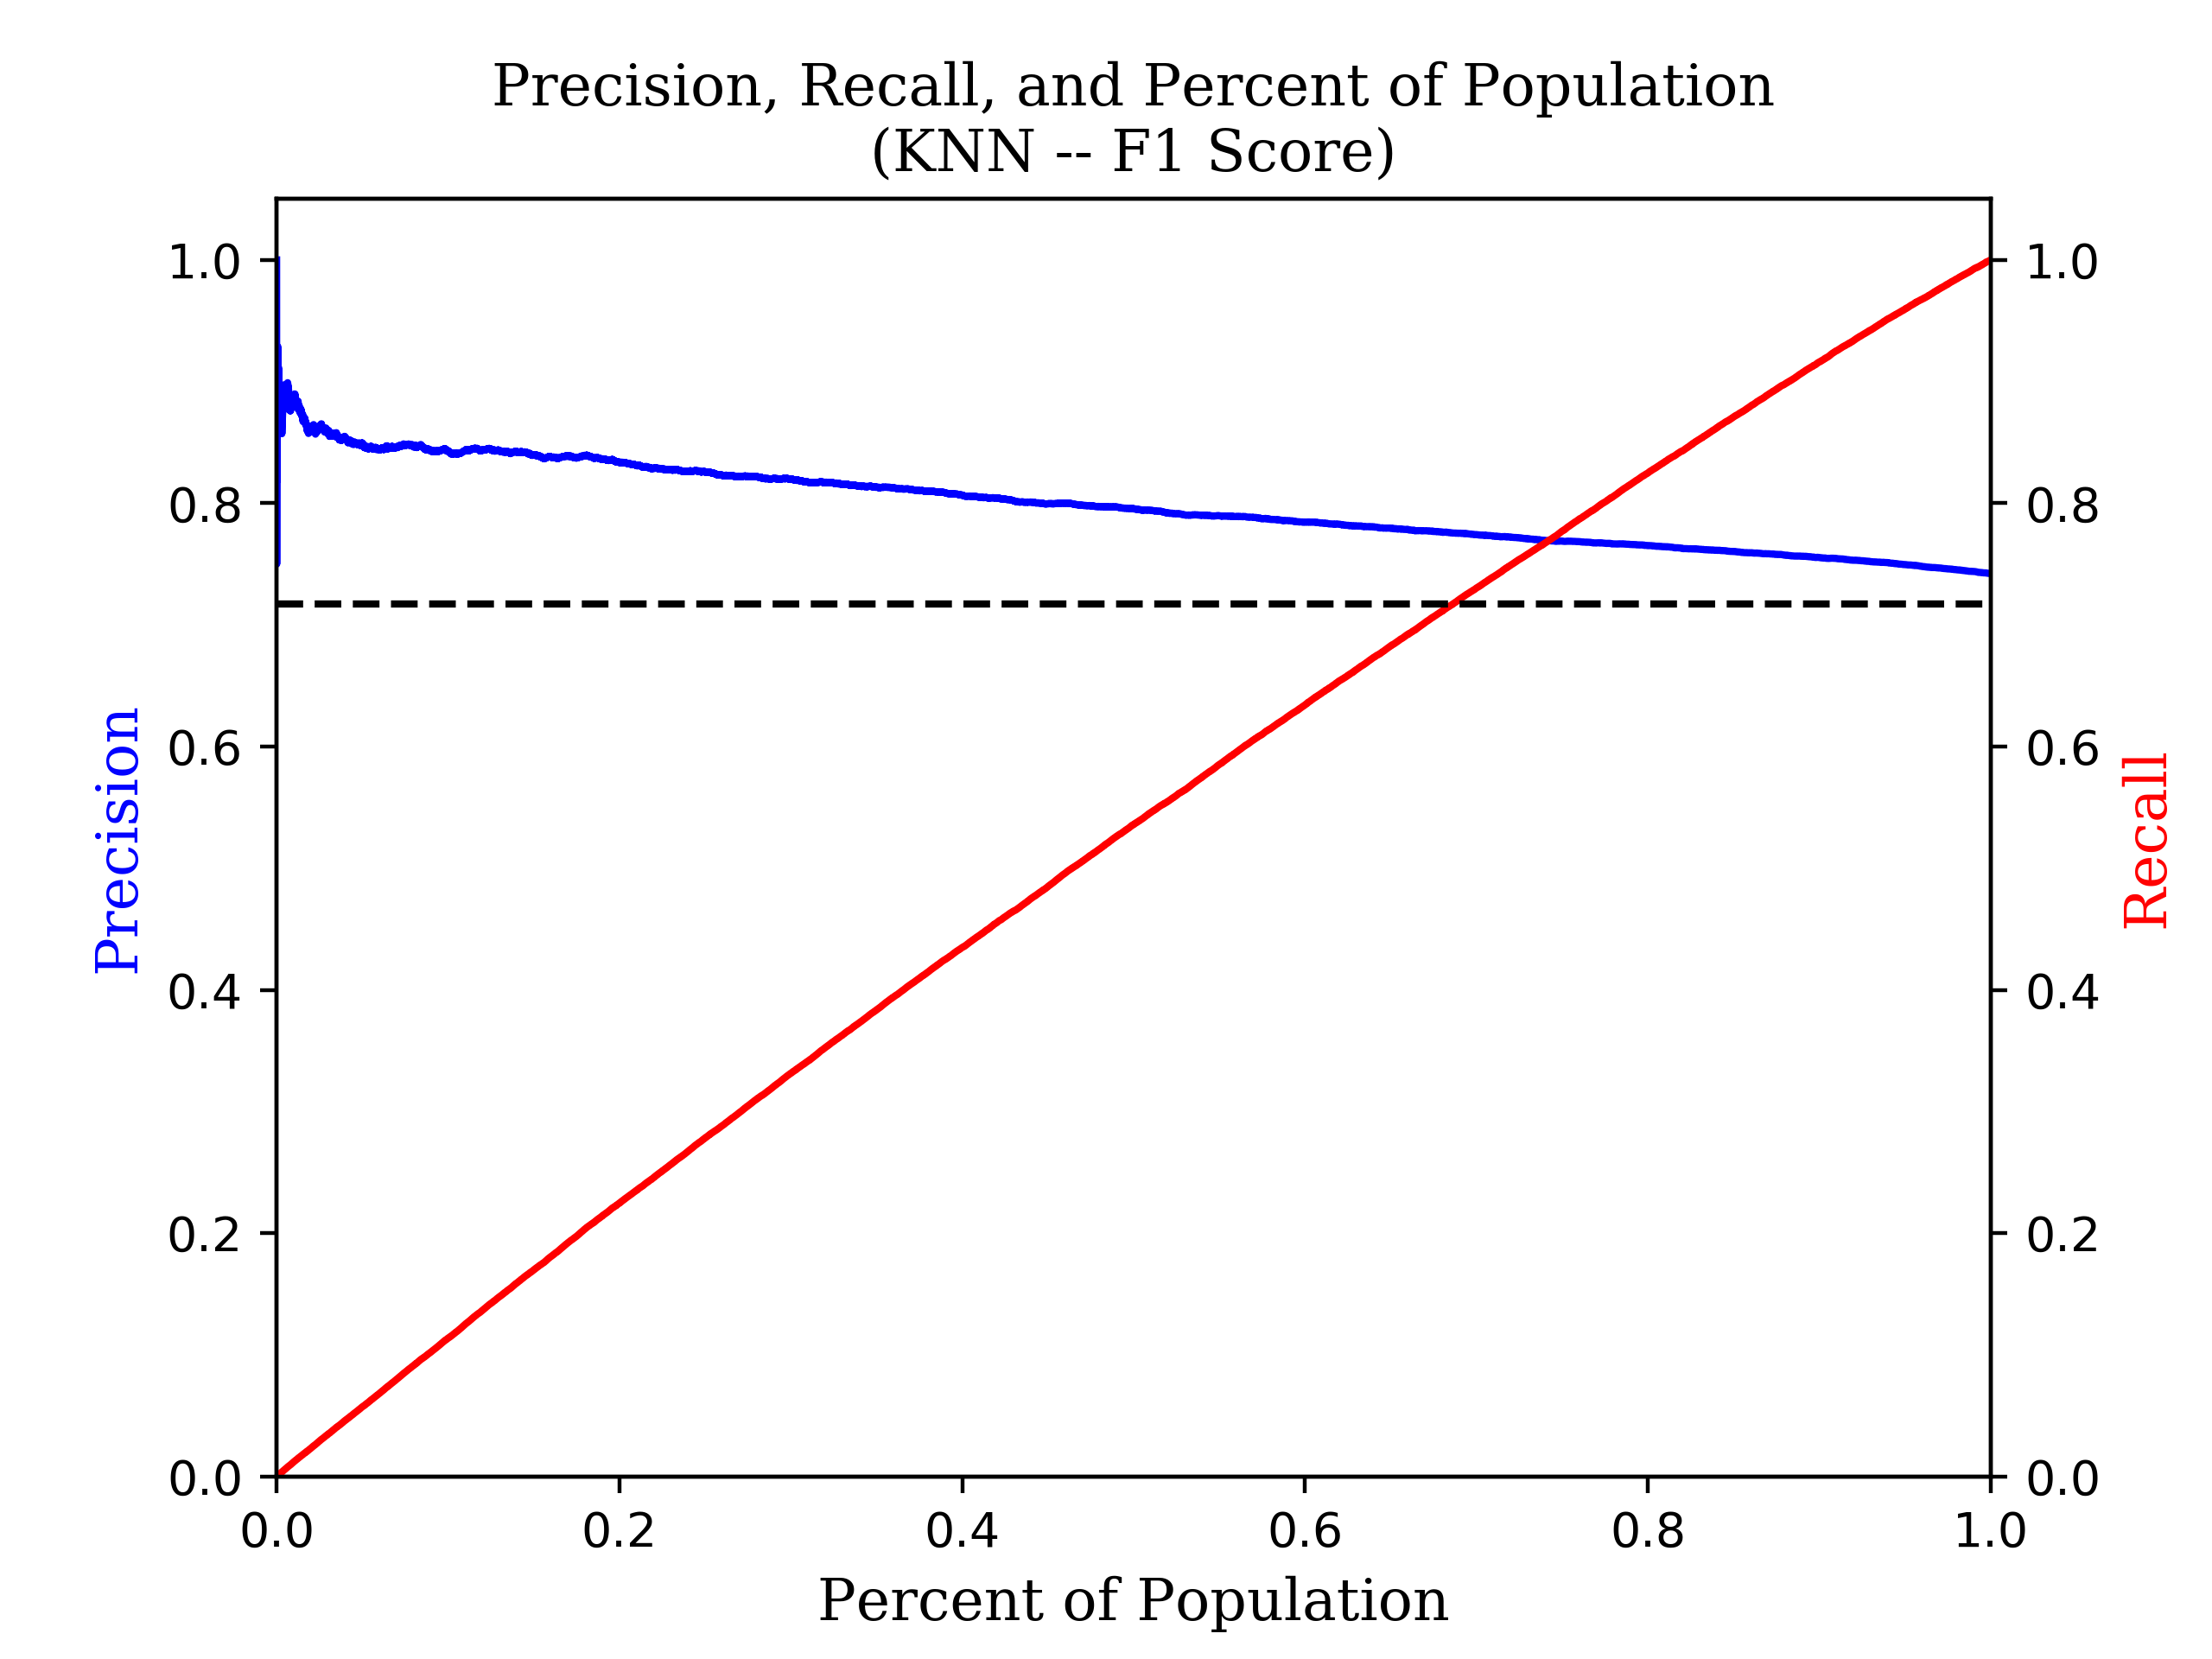 Precision, Recall, and Percent of Population
(KNN -- F1 Score)
1.0
0.8
0.6
0.4
0.2
0.0
Precision
1.0
0.8
0.6
0.4
0.2
0.0
Recall
0.0 0.2 0.4 0.6 0.8 1.0
Percent of Population